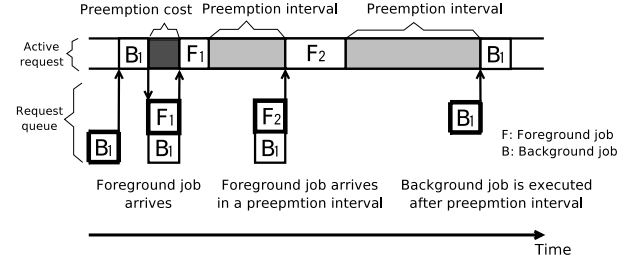 Preemption cost
Preemption interval
Preemption interval
Active
request
B1
F1
F2
B1
Request
queue
F1
F2
B1
B1
B1
B1
F: Foreground job
B: Background job
Foreground job
arrives
Foreground job arrives
in a preepmtion interval
Background job is executed
after preepmtion interval
Time